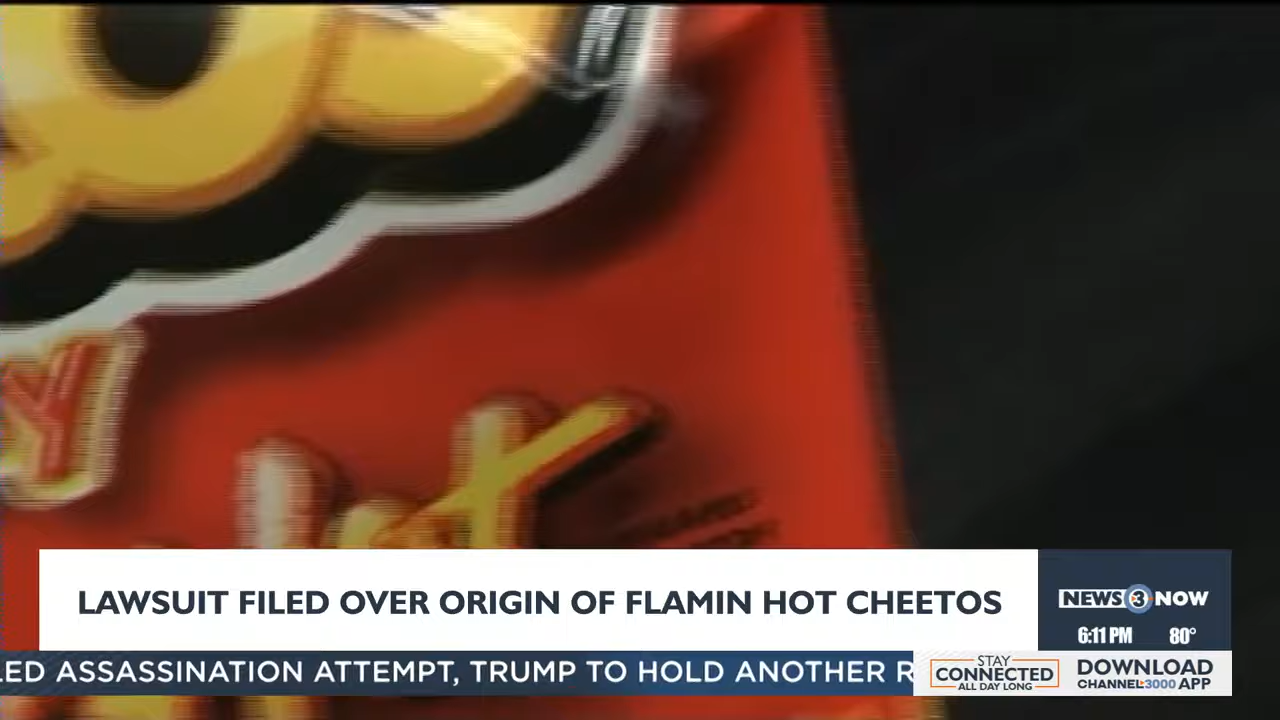 hot
LAWSUIT FILED OVER ORIGIN OF FLAMIN HOT CHEETOS
NEWS 3 NOW
6:11 PM 80°
LED ASSASSINATION ATTEMPT, TRUMP TO HOLD ANOTHER R
STAY
CONNECTED
ALL DAY LONG
DOWNLOAD
CHANNEL3000 APP